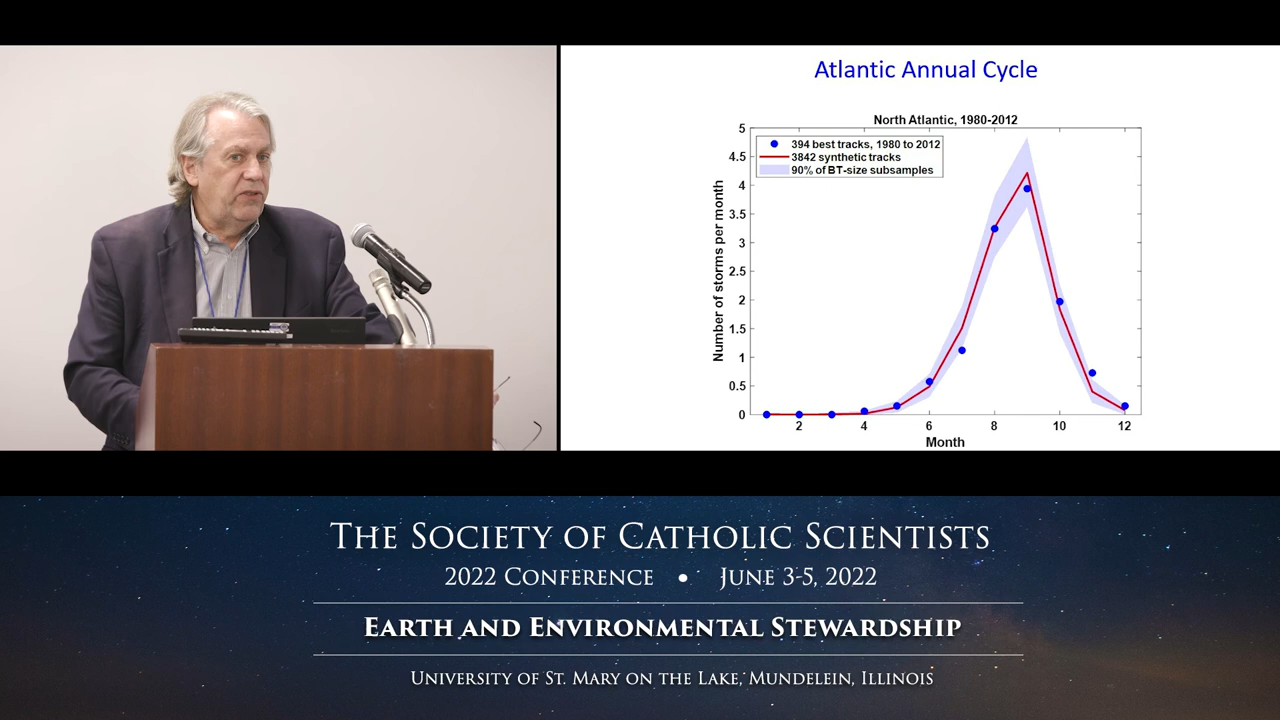 Atlantic Annual Cycle
North Atlantic, 1980-2012
394 best tracks, 1980 to 2012
3842 synthetic tracks
90% of BT-size subsamples
Number of storms per month
5
4.5
4
3.5
3
2.5
2
1.5
1
0.5
0
2 4 6 8 10 12
Month
The Society of Catholic Scientists
2022 Conference • June 3-5, 2022
Earth and Environmental Stewardship
University of St. Mary on the Lake, Mundelein, Illinois